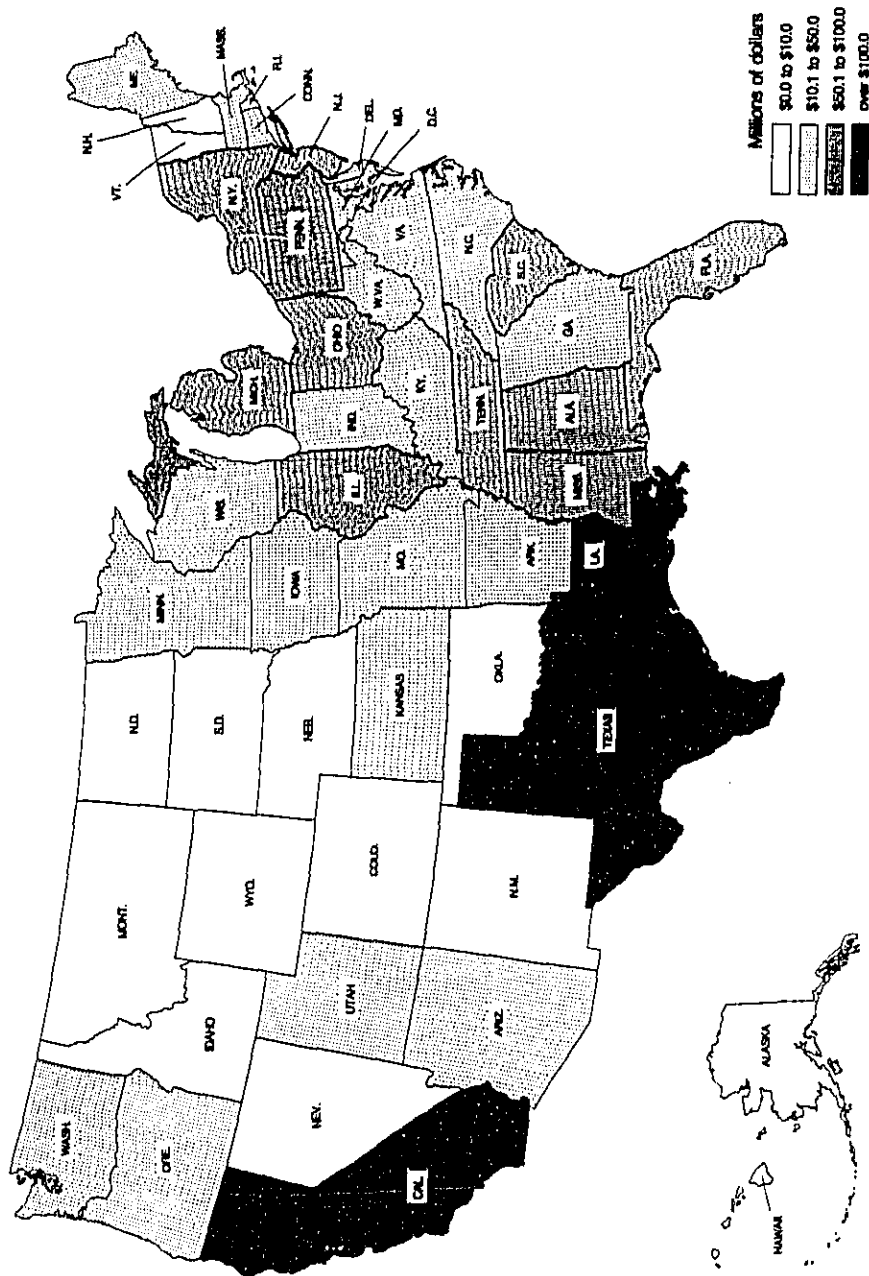 WASH.
ORE.
CAL.
NEV.
IDAHO
MONT.
WYO.
UTAH
ARIZ.
COLO.
N.M.
N.D.
S.D.
NEB.
KANSAS
OKLA.
TEXAS
MINN.
IOWA
MO.
ARK.
LA.
WIS.
ILL.
MICH.
IND.
OHIO
KY.
TENN.
MISS.
ALA.
GA.
FLA.
S.C.
N.C.
VA.
W.VA.
PENN.
N.Y.
VT.
N.H.
ME.
MASS.
R.I.
CONN.
N.J.
DEL.
MD.
D.C.
ALASKA
HAWAII
Millions of dollars
$0.0 to $10.0
$10.1 to $50.0
$50.1 to $100.0
over $100.0